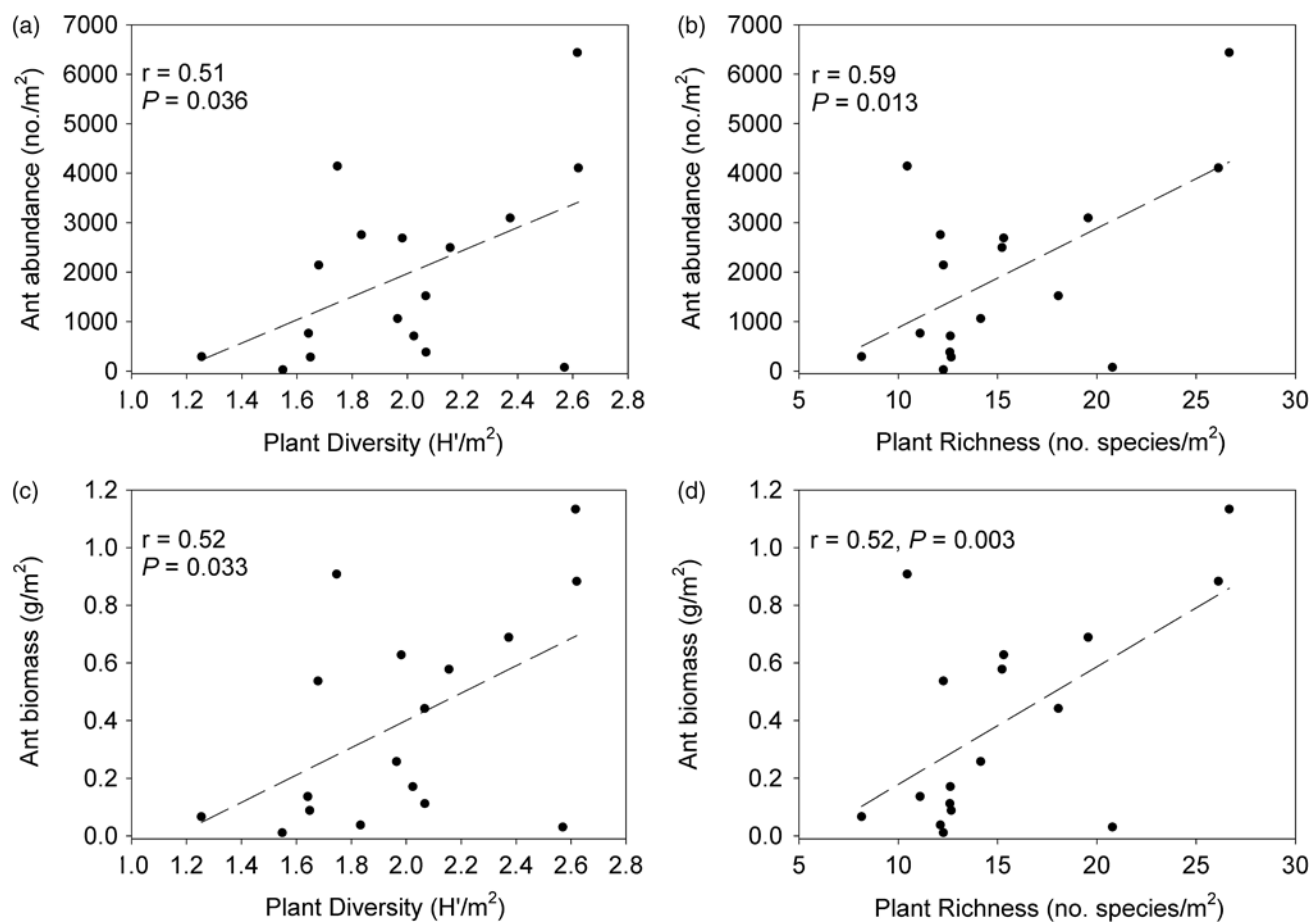 (a)
7000
6000
5000
4000
3000
2000
1000
0
Ant abundance (no./m²)
r = 0.51
P = 0.036
1.0 1.2 1.4 1.6 1.8 2.0 2.2 2.4 2.6 2.8
Plant Diversity (H'/m²)
(b)
7000
6000
5000
4000
3000
2000
1000
0
Ant abundance (no./m²)
r = 0.59
P = 0.013
5 10 15 20 25 30
Plant Richness (no. species/m²)
(c)
1.2
1.0
0.8
0.6
0.4
0.2
0.0
Ant biomass (g/m²)
r = 0.52
P = 0.033
1.0 1.2 1.4 1.6 1.8 2.0 2.2 2.4 2.6 2.8
Plant Diversity (H'/m²)
(d)
1.2
1.0
0.8
0.6
0.4
0.2
0.0
Ant biomass (g/m²)
r = 0.52, P = 0.003
5 10 15 20 25 30
Plant Richness (no. species/m²)